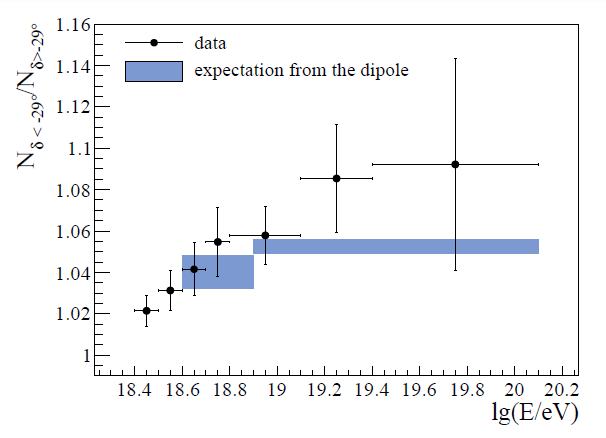 N_δ < -29°/N_δ>-29°
1.16
1.14
1.12
1.1
1.08
1.06
1.04
1.02
1
data
expectation from the dipole
18.4 18.6 18.8 19 19.2 19.4 19.6 19.8 20 20.2
lg(E/eV)